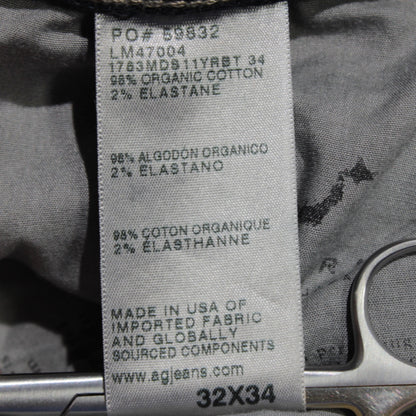 PO# 59832
LM47004
1783MDS11YRBT 34
98% ORGANIC COTTON
2% ELASTANE
98% ALGODÓN ORGANICO
2% ELASTANO
98% COTON ORGANIQUE
2% ÉLASTHANNE
MADE IN USA OF
IMPORTED FABRIC
AND GLOBALLY
SOURCED COMPONENTS
www.agjeans.com
32X34